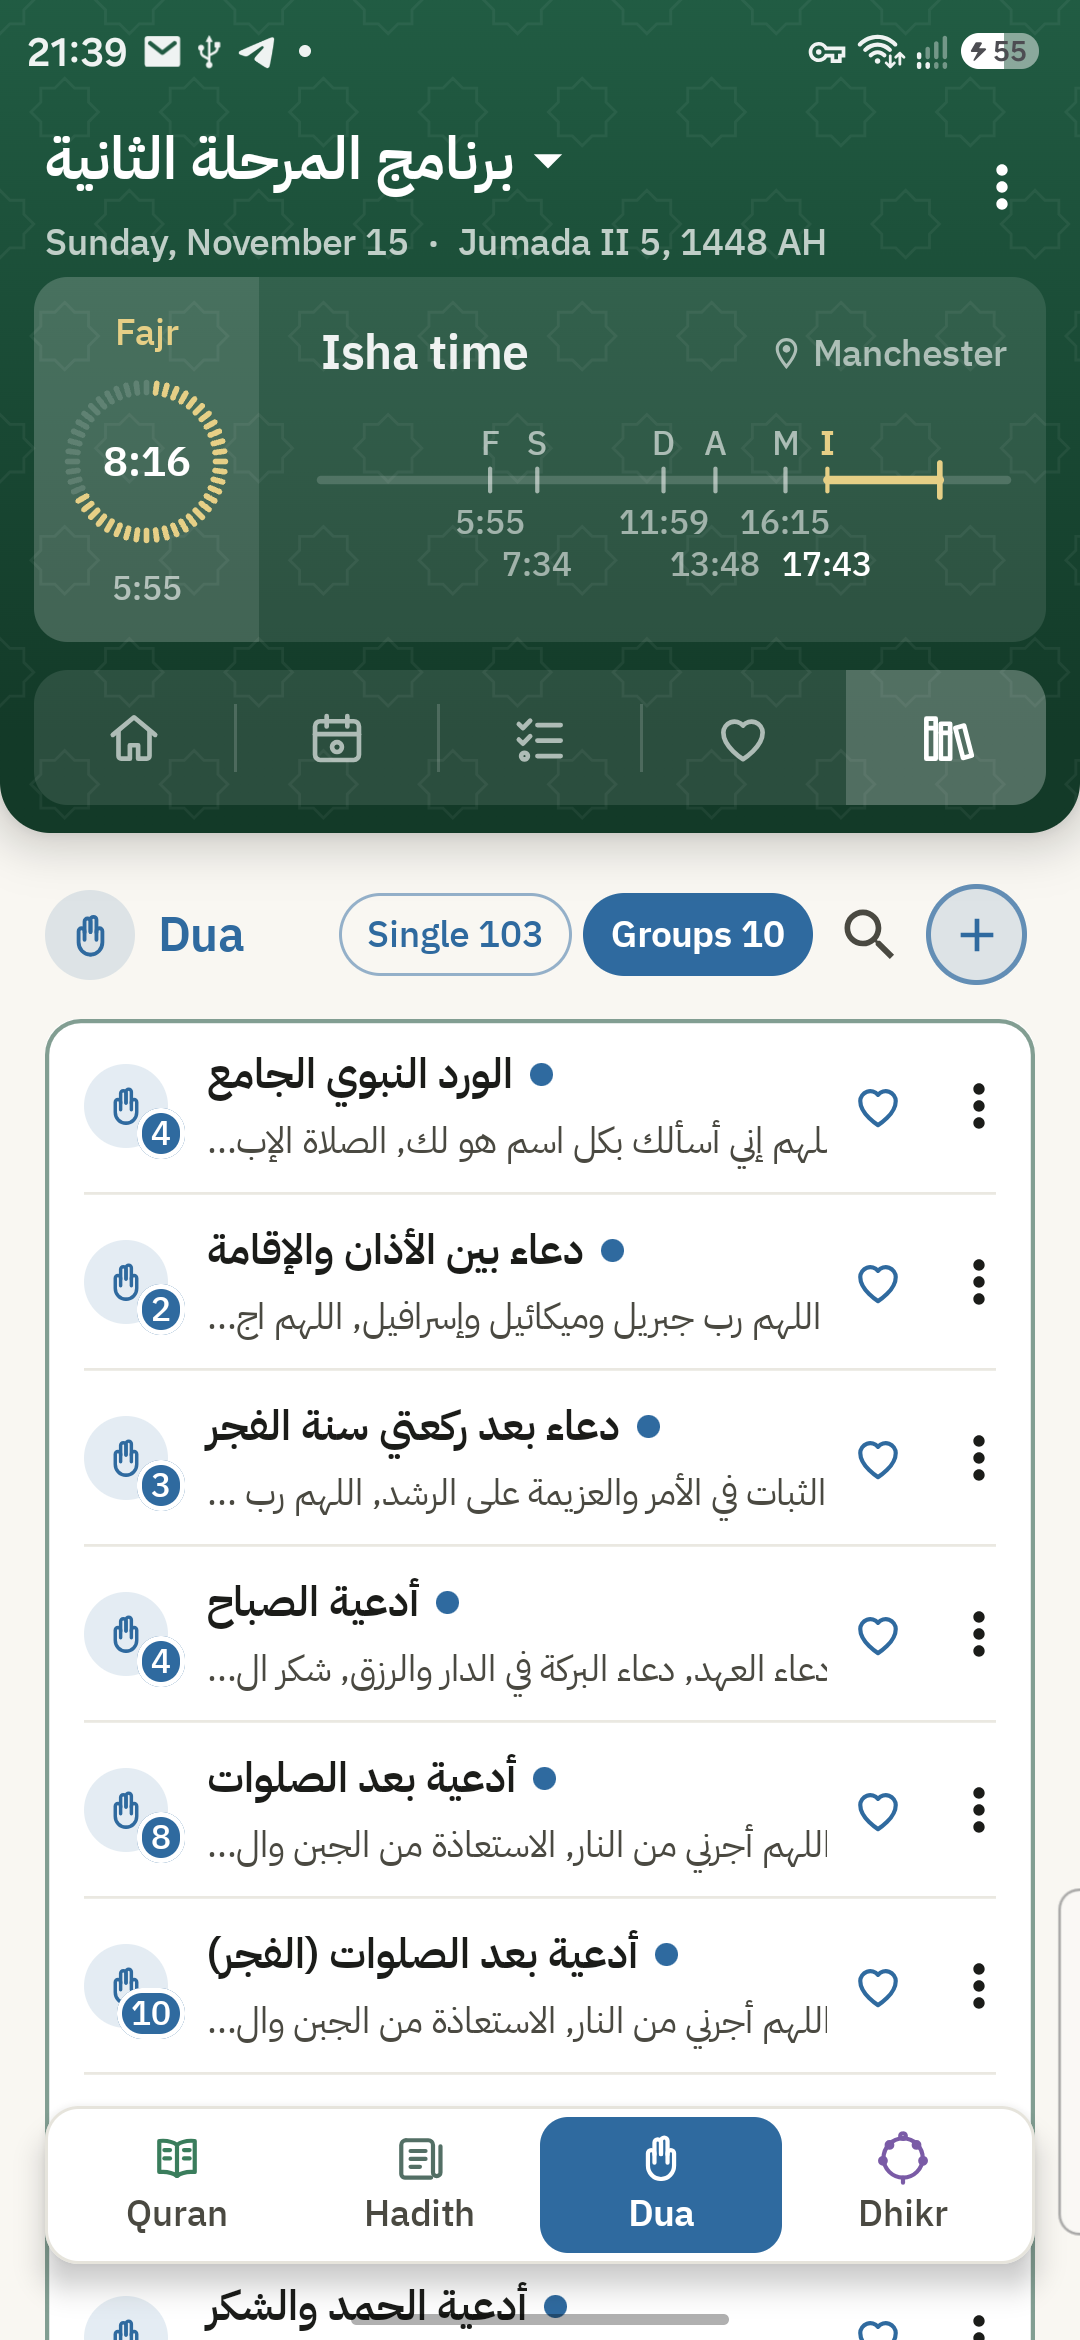 21:39
55
برنامج المرحلة الثانية
Sunday, November 15 · Jumada II 5, 1448 AH
Fajr
8:16
5:55
Isha time
Manchester
F S D A M I
5:55 11:59 16:15
7:34 13:48 17:43
Dua
Single 103
Groups 10
الورد النبوي الجامع
4
لهم إني أسألك بكل اسم هو لك, الصلاة الإب...
دعاء بين الأذان والإقامة
2
اللهم رب جبريل وميكائيل وإسرافيل, اللهم اج...
دعاء بعد ركعتي سنة الفجر
3
الثبات في الأمر والعزيمة على الرشد, اللهم رب ...
أدعية الصباح
4
دعاء العهد, دعاء البركة في الدار والرزق, شكر ال...
أدعية بعد الصلوات
8
اللهم أجرني من النار, الاستعاذة من الجبن وال...
أدعية بعد الصلوات (الفجر)
10
اللهم أجرني من النار, الاستعاذة من الجبن وال...
Quran
Hadith
Dua
Dhikr
أدعية الحمد والشكر